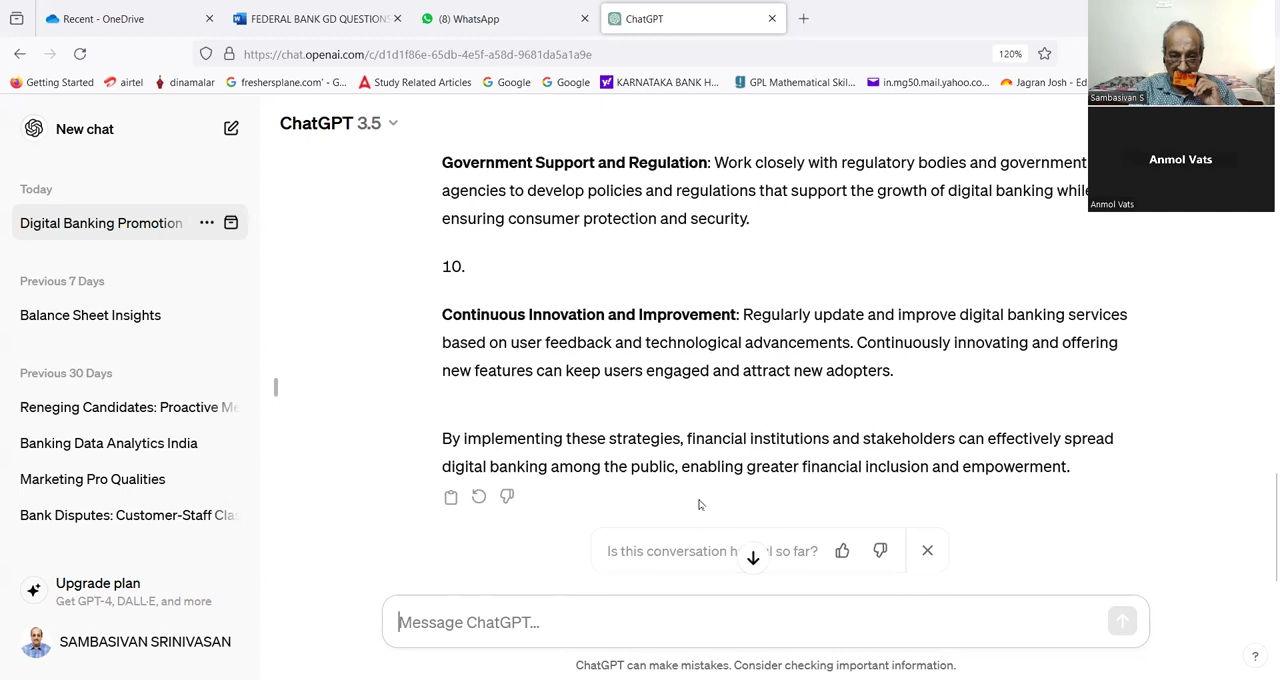 Recent - OneDrive
FEDERAL BANK GD QUESTIONS
(8) WhatsApp
ChatGPT
https://chat.openai.com/c/d1d1f86e-65db-4e5f-a58d-9681da5a1a9e
120%
Getting Started
airtel
dinamalar
freshersplane.com' - G...
Study Related Articles
Google
Google
KARNATAKA BANK H...
GPL Mathematical Skil...
in.mg50.mail.yahoo.co...
Jagran Josh - Ed
Sambasivan S
Anmol Vats
Anmol Vats
New chat
Today
Digital Banking Promotion
Previous 7 Days
Balance Sheet Insights
Previous 30 Days
Reneging Candidates: Proactive Me
Banking Data Analytics India
Marketing Pro Qualities
Bank Disputes: Customer-Staff Clas
Upgrade plan
Get GPT-4, DALL·E, and more
SAMBASIVAN SRINIVASAN
ChatGPT 3.5
Government Support and Regulation: Work closely with regulatory bodies and government
agencies to develop policies and regulations that support the growth of digital banking while
ensuring consumer protection and security.
10.
Continuous Innovation and Improvement: Regularly update and improve digital banking services
based on user feedback and technological advancements. Continuously innovating and offering
new features can keep users engaged and attract new adopters.
By implementing these strategies, financial institutions and stakeholders can effectively spread
digital banking among the public, enabling greater financial inclusion and empowerment.
Is this conversation h l so far?
Message ChatGPT...
ChatGPT can make mistakes. Consider checking important information.
?